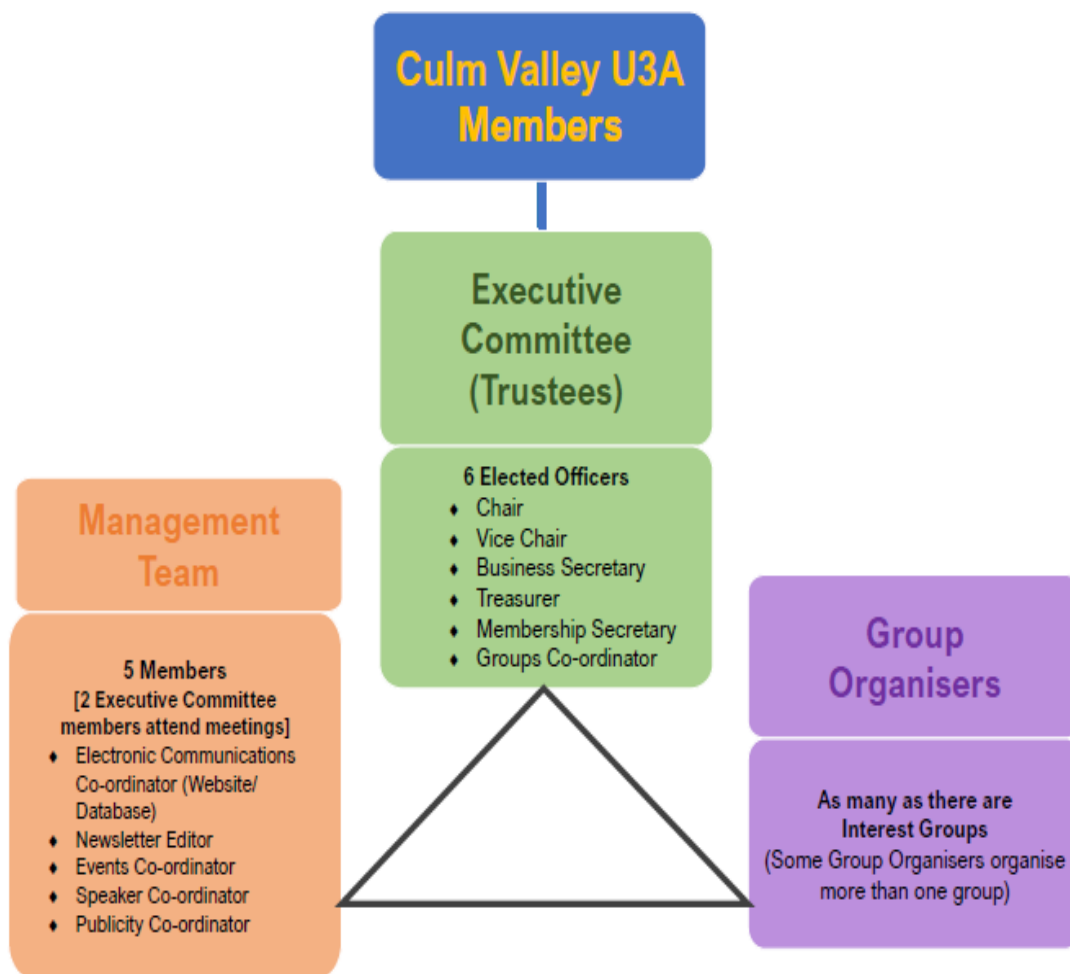 Culm Valley U3A
Members
Executive
Committee
(Trustees)
6 Elected Officers
♦ Chair
♦ Vice Chair
♦ Business Secretary
♦ Treasurer
♦ Membership Secretary
♦ Groups Co-ordinator
Management
Team
5 Members
[2 Executive Committee
members attend meetings]
♦ Electronic Communications
Co-ordinator (Website/
Database)
♦ Newsletter Editor
♦ Events Co-ordinator
♦ Speaker Co-ordinator
♦ Publicity Co-ordinator
Group
Organisers
As many as there are
Interest Groups
(Some Group Organisers organise
more than one group)